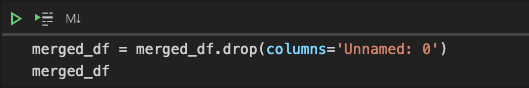 M↓
merged_df = merged_df.drop(columns='Unnamed: 0')
merged_df